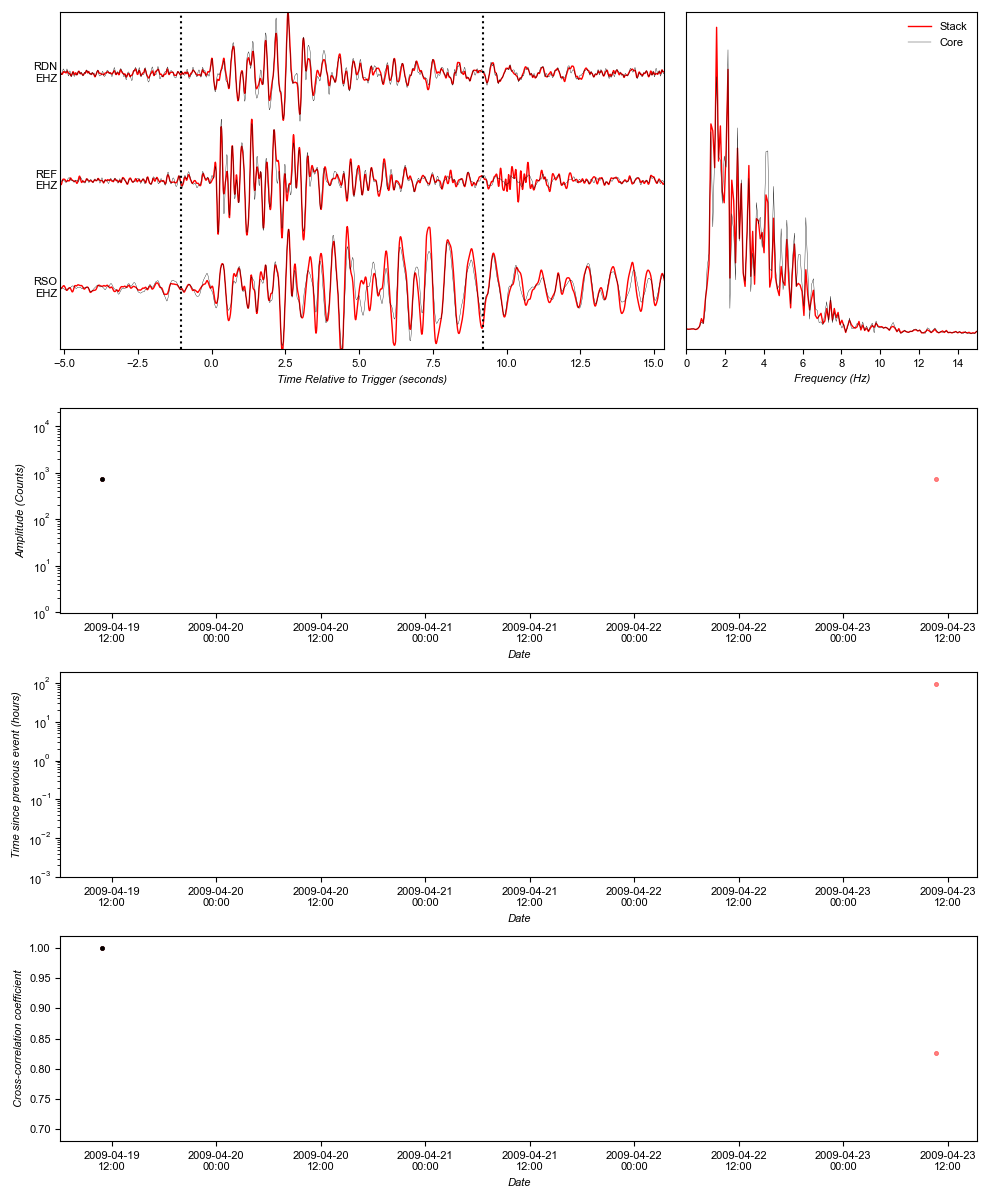 RDN
EHZ
REF
EHZ
RSO
EHZ
−5.0 −2.5 0.0 2.5 5.0 7.5 10.0 12.5 15.0
Time Relative to Trigger (seconds)
Stack
Core
0 2 4 6 8 10 12 14
Frequency (Hz)
Amplitude (Counts)
10^4
10^3
10^2
10^1
10^0
2009-04-19 2009-04-20 2009-04-20 2009-04-21 2009-04-21 2009-04-22 2009-04-22 2009-04-23 2009-04-23
12:00 00:00 12:00 00:00 12:00 00:00 12:00 00:00 12:00
Date
Time since previous event (hours)
10^2
10^1
10^0
10^−1
10^−2
10^−3
2009-04-19 2009-04-20 2009-04-20 2009-04-21 2009-04-21 2009-04-22 2009-04-22 2009-04-23 2009-04-23
12:00 00:00 12:00 00:00 12:00 00:00 12:00 00:00 12:00
Date
Cross-correlation coefficient
1.00
0.95
0.90
0.85
0.80
0.75
0.70
2009-04-19 2009-04-20 2009-04-20 2009-04-21 2009-04-21 2009-04-22 2009-04-22 2009-04-23 2009-04-23
12:00 00:00 12:00 00:00 12:00 00:00 12:00 00:00 12:00
Date